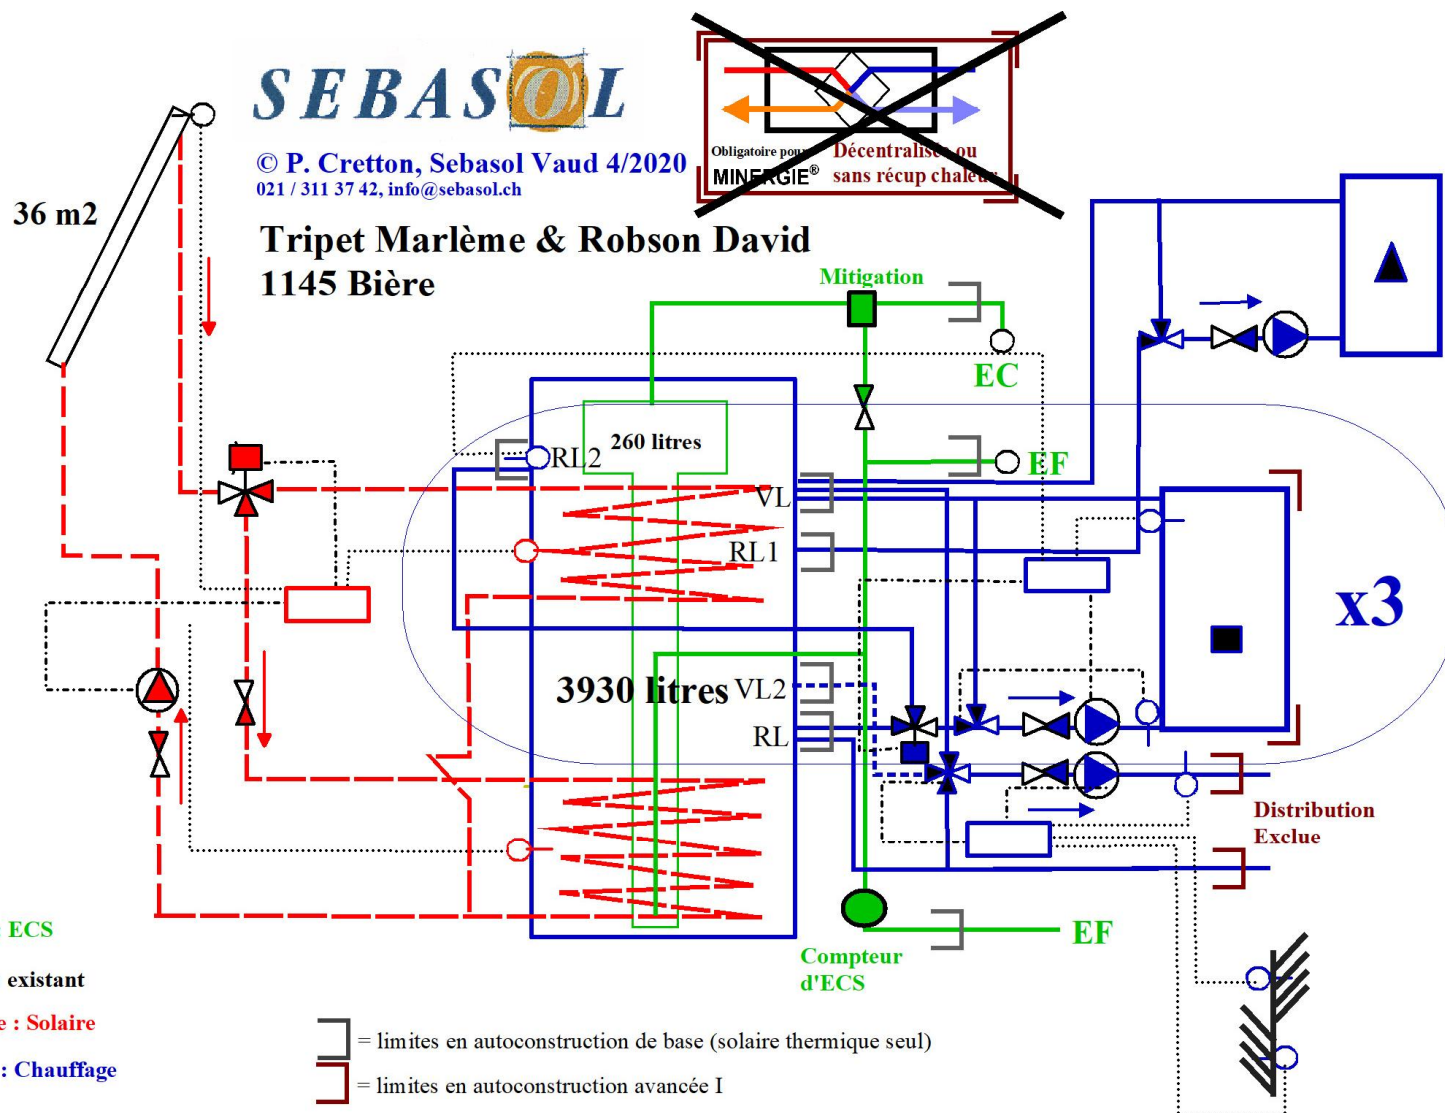 SEBASOL
© P. Cretton, Sebasol Vaud 4/2020
021 / 311 37 42, info@sebasol.ch
Obligatoire pour
MINERGIE®
Décentralisée ou
sans récup chaleur
36 m2
Tripet Marlème & Robson David
1145 Bière
Mitigation
EC
260 litres
RL2
EF
VL
RL1
x3
3930 litres
VL2
RL
Distribution
Exclue
EF
Compteur
d'ECS
: ECS
existant
e : Solaire
: Chauffage
= limites en autoconstruction de base (solaire thermique seul)
= limites en autoconstruction avancée I